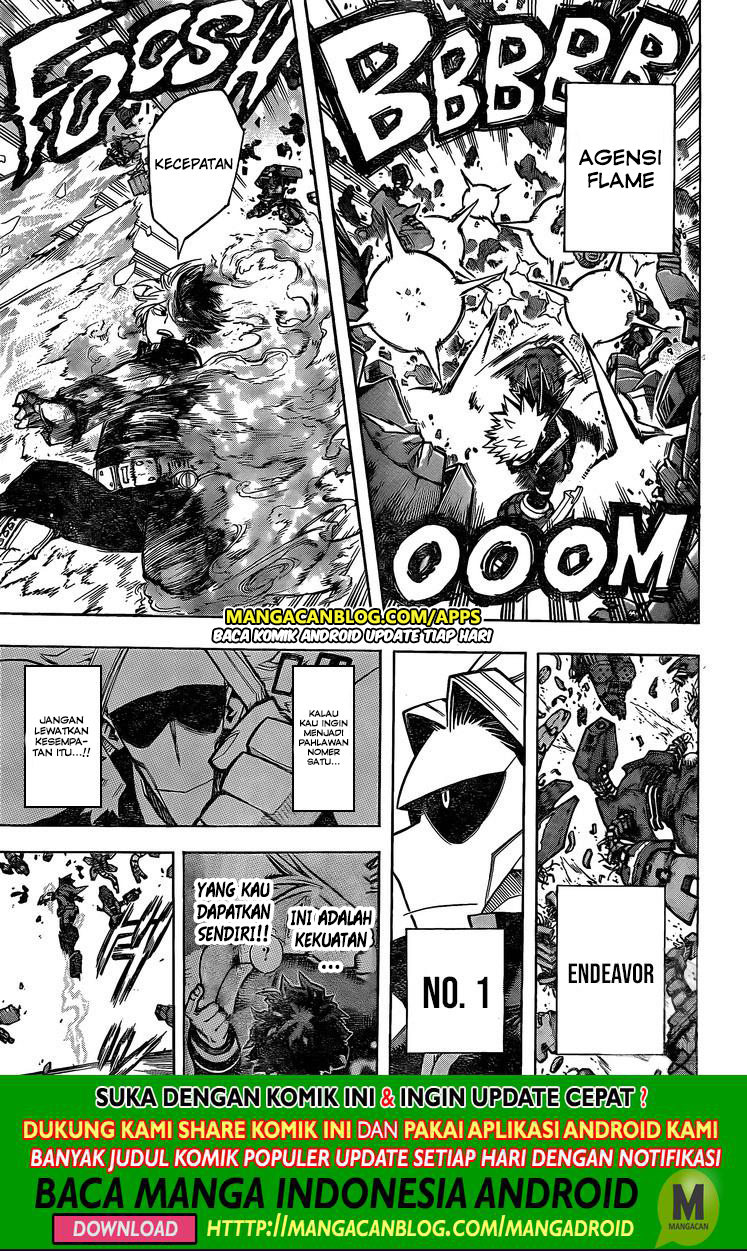 BBBBRR
AGENSI
FLAME
OOOM
FOOSH
KECEPATAN
MANGACANBLOG.COM/APPS
BACA KOMIK ANDROID UPDATE TIAP HARI
ENDEAVOR
NO. 1
KALAU
KAU INGIN
MENJADI
PAHLAWAN
NOMER
SATU...
JANGAN
LEWATKAN
KESEMPA-
TAN ITU...!!
INI ADALAH
KEKUATAN
...
YANG KAU
DAPATKAN
SENDIRI!!
SUKA DENGAN KOMIK INI & INGIN UPDATE CEPAT ?
DUKUNG KAMI SHARE KOMIK INI DAN PAKAI APLIKASI ANDROID KAMI
BANYAK JUDUL KOMIK POPULER UPDATE SETIAP HARI DENGAN NOTIFIKASI
BACA MANGA INDONESIA ANDROID
DOWNLOAD
HTTTP://MANGACANBLOG.COM/MANGADROID
M
MANGACAN